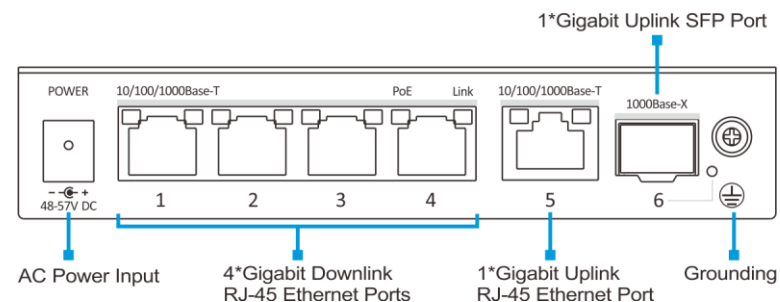 1*Gigabit Uplink SFP Port
POWER
10/100/1000Base-T
PoE
Link
10/100/1000Base-T
1000Base-X
- +
48-57V DC
1
2
3
4
5
6
AC Power Input
4*Gigabit Downlink
RJ-45 Ethernet Ports
1*Gigabit Uplink
RJ-45 Ethernet Port
Grounding